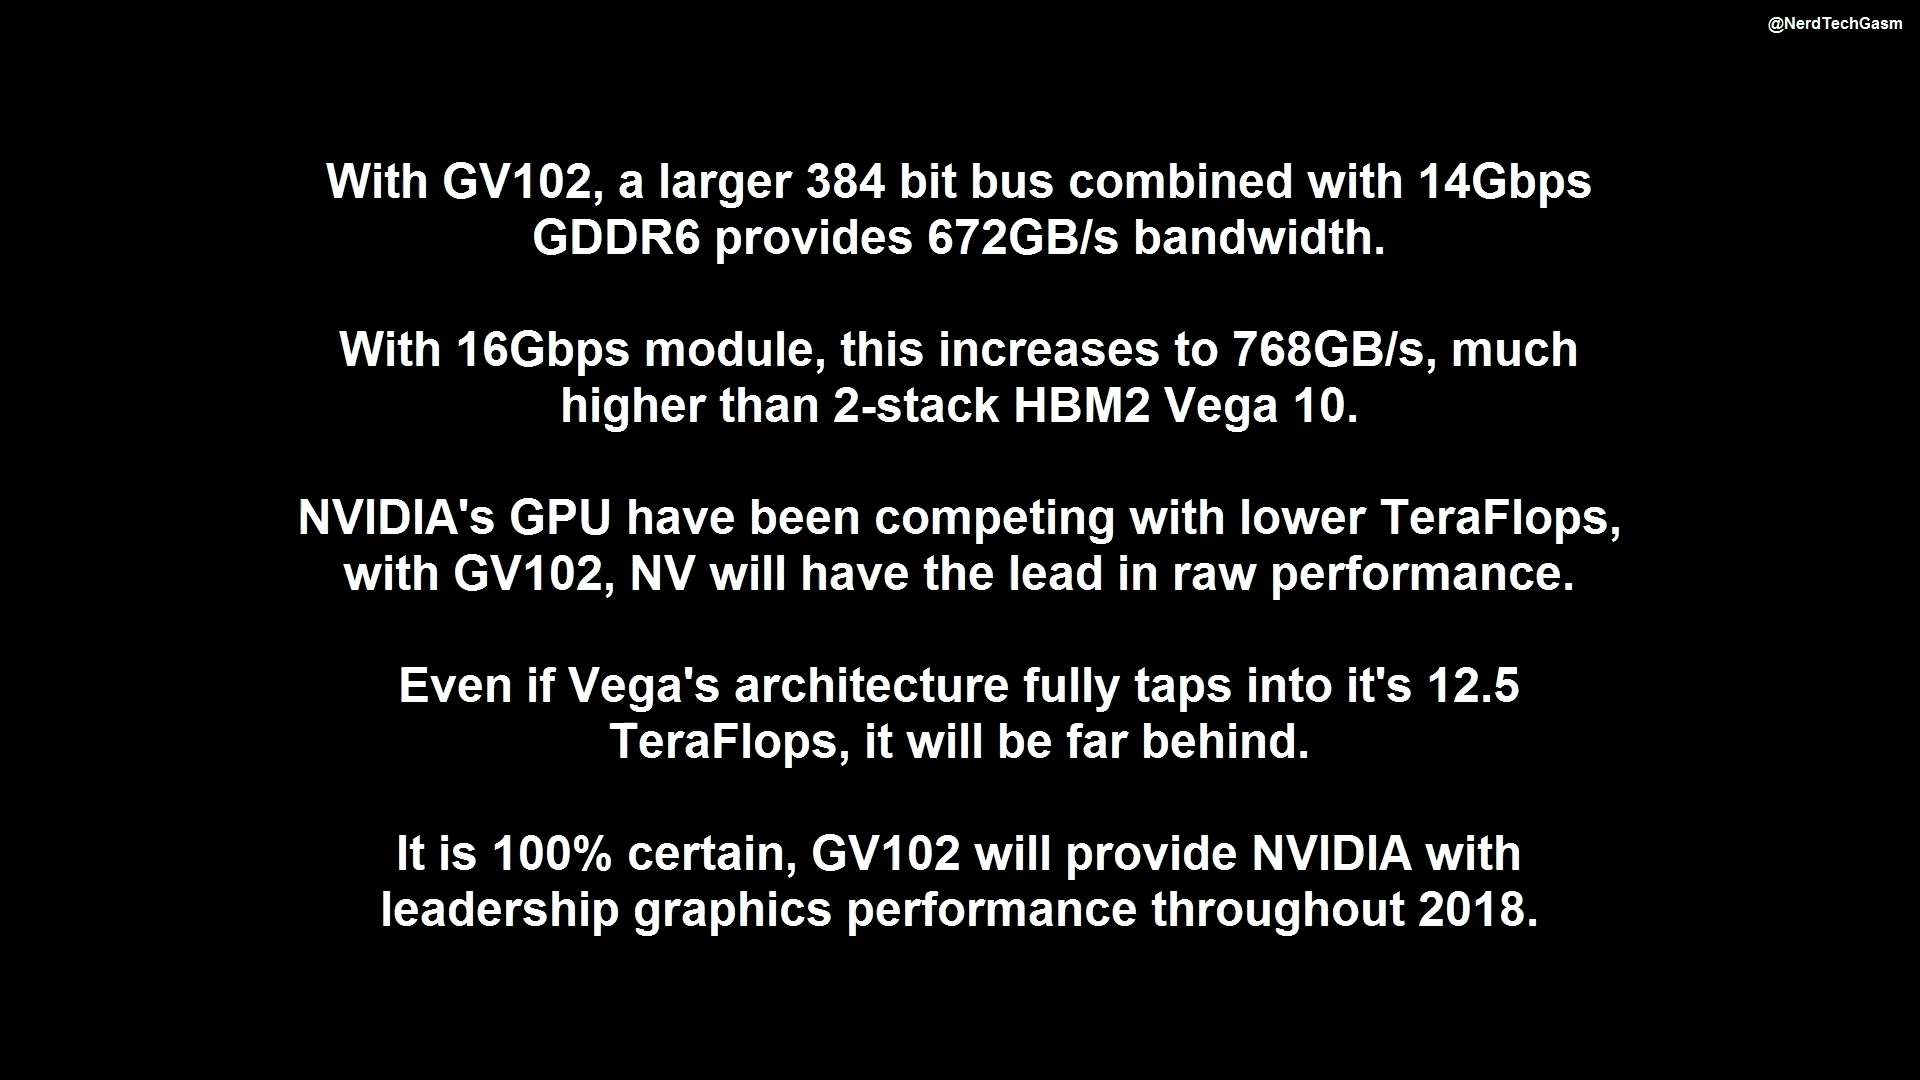 @NerdTechGasm
With GV102, a larger 384 bit bus combined with 14Gbps
GDDR6 provides 672GB/s bandwidth.
With 16Gbps module, this increases to 768GB/s, much
higher than 2-stack HBM2 Vega 10.
NVIDIA's GPU have been competing with lower TeraFlops,
with GV102, NV will have the lead in raw performance.
Even if Vega's architecture fully taps into it's 12.5
TeraFlops, it will be far behind.
It is 100% certain, GV102 will provide NVIDIA with
leadership graphics performance throughout 2018.